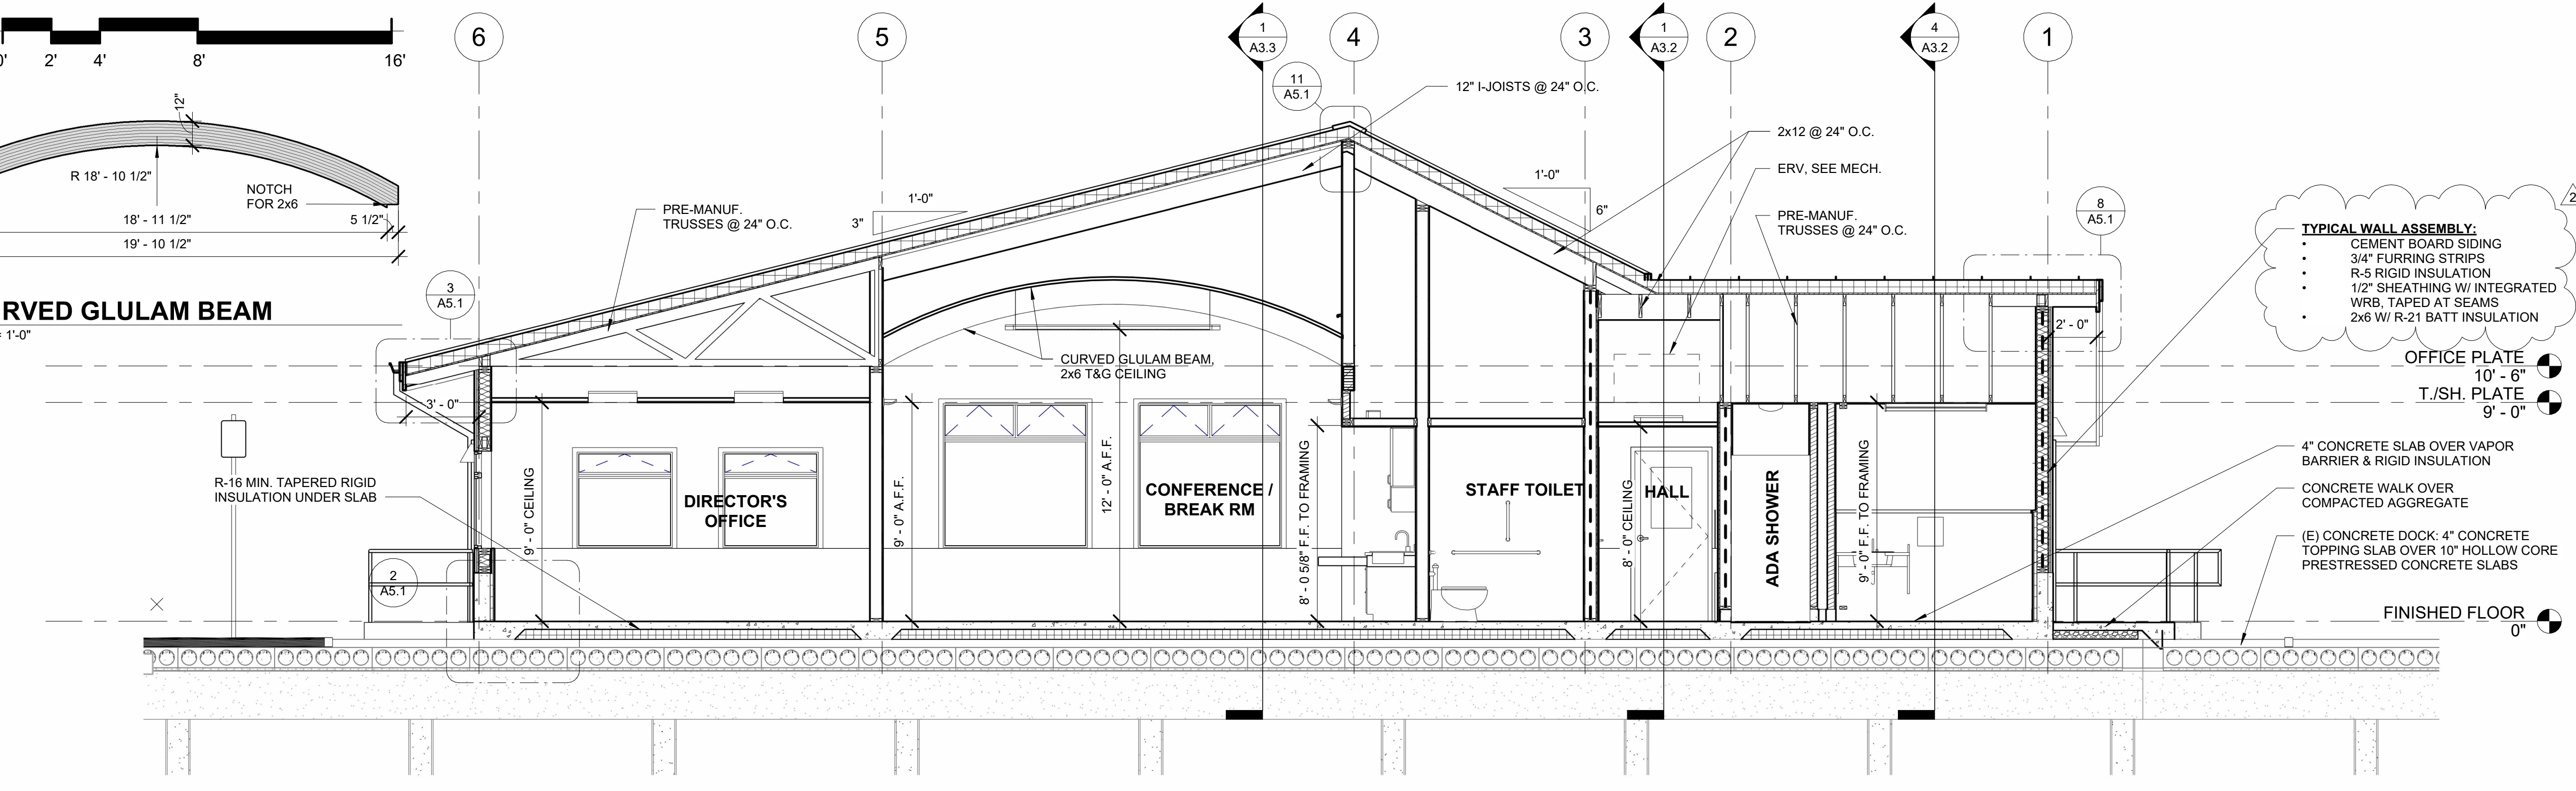 0' 2' 4' 8' 16'
12"
R 18' - 10 1/2"
NOTCH
FOR 2x6
18' - 11 1/2"
5 1/2"
19' - 10 1/2"
RVED GLULAM BEAM
= 1'-0"
6
5
1
A3.3
4
3
1
A3.2
2
4
A3.2
1
11
A5.1
12" I-JOISTS @ 24" O.C.
2x12 @ 24" O.C.
ERV, SEE MECH.
PRE-MANUF.
TRUSSES @ 24" O.C.
1'-0"
6"
8
A5.1
PRE-MANUF.
TRUSSES @ 24" O.C.
1'-0"
3"
3
A5.1
3' - 0"
CURVED GLULAM BEAM,
2x6 T&G CEILING
2' - 0"
2
TYPICAL WALL ASSEMBLY:
• CEMENT BOARD SIDING
• 3/4" FURRING STRIPS
• R-5 RIGID INSULATION
• 1/2" SHEATHING W/ INTEGRATED
WRB, TAPED AT SEAMS
• 2x6 W/ R-21 BATT INSULATION
OFFICE PLATE
10' - 6"
T./SH. PLATE
9' - 0"
R-16 MIN. TAPERED RIGID
INSULATION UNDER SLAB
9' - 0" CEILING
DIRECTOR'S
OFFICE
9' - 0" A.F.F.
12' - 0" A.F.F.
CONFERENCE /
BREAK RM
8' - 0 5/8" F.F. TO FRAMING
STAFF TOILET
8' - 0" CEILING
HALL
ADA SHOWER
9' - 0" F.F. TO FRAMING
4" CONCRETE SLAB OVER VAPOR
BARRIER & RIGID INSULATION
CONCRETE WALK OVER
COMPACTED AGGREGATE
(E) CONCRETE DOCK: 4" CONCRETE
TOPPING SLAB OVER 10" HOLLOW CORE
PRESTRESSED CONCRETE SLABS
2
A5.1
FINISHED FLOOR
0"